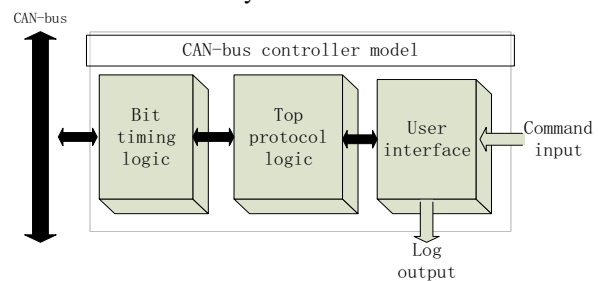 CAN-bus
CAN-bus controller model
Bit
timing
logic
Top
protocol
logic
User
interface
Command
input
Log
output